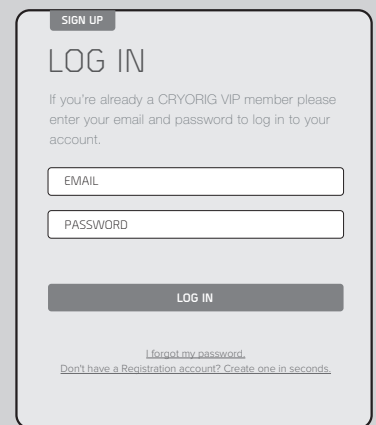 SIGN UP
LOG IN
If you're already a CRYORIG VIP member please
enter your email and password to log in to your
account.
EMAIL
PASSWORD
LOG IN
I forgot my password.
Don't have a Registration account? Create one in seconds.